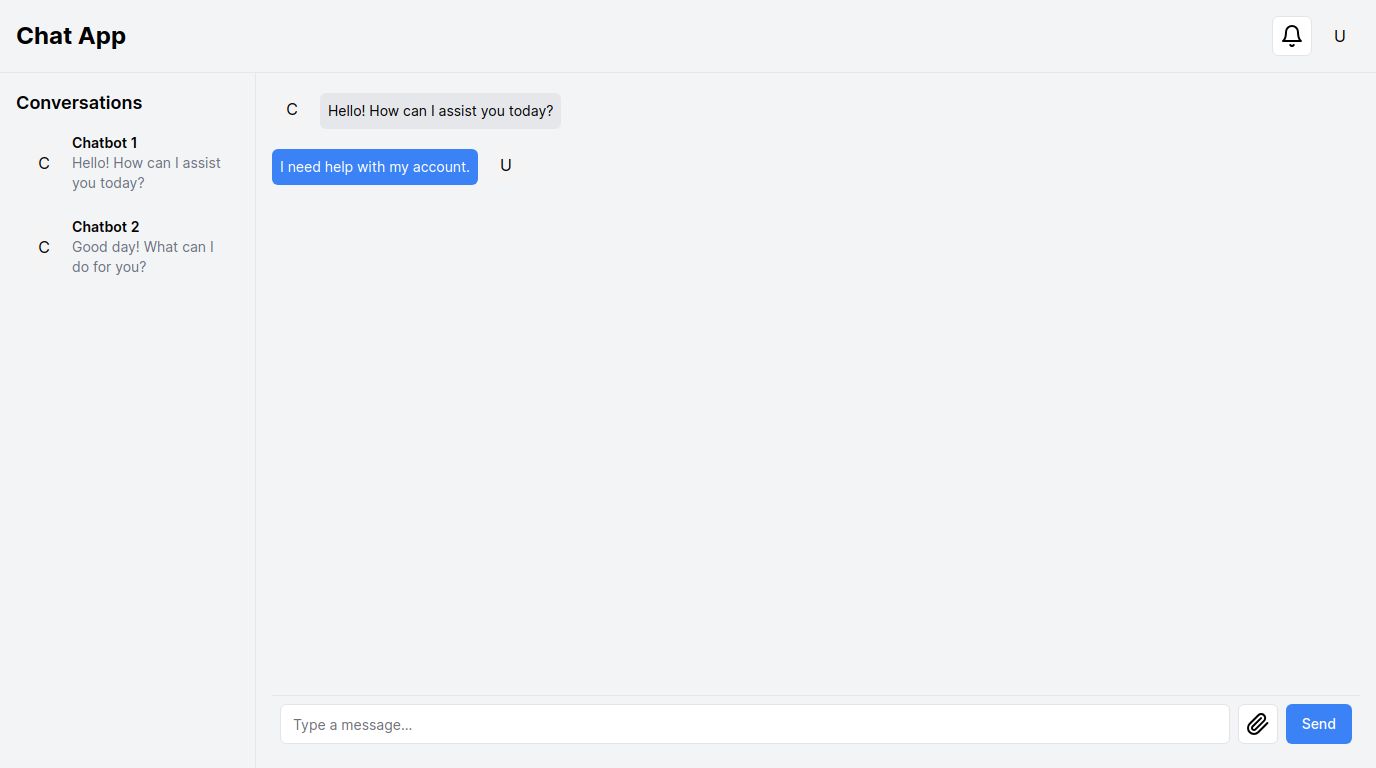 Chat App
U
Conversations
C
Chatbot 1
Hello! How can I assist
you today?
C
Chatbot 2
Good day! What can I
do for you?
C
Hello! How can I assist you today?
I need help with my account.
U
Type a message...
Send